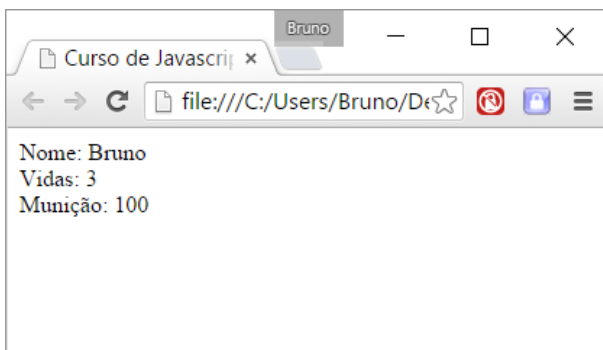 Bruno
Curso de Javascrip
file:///C:/Users/Bruno/De
Nome: Bruno
Vidas: 3
Munição: 100